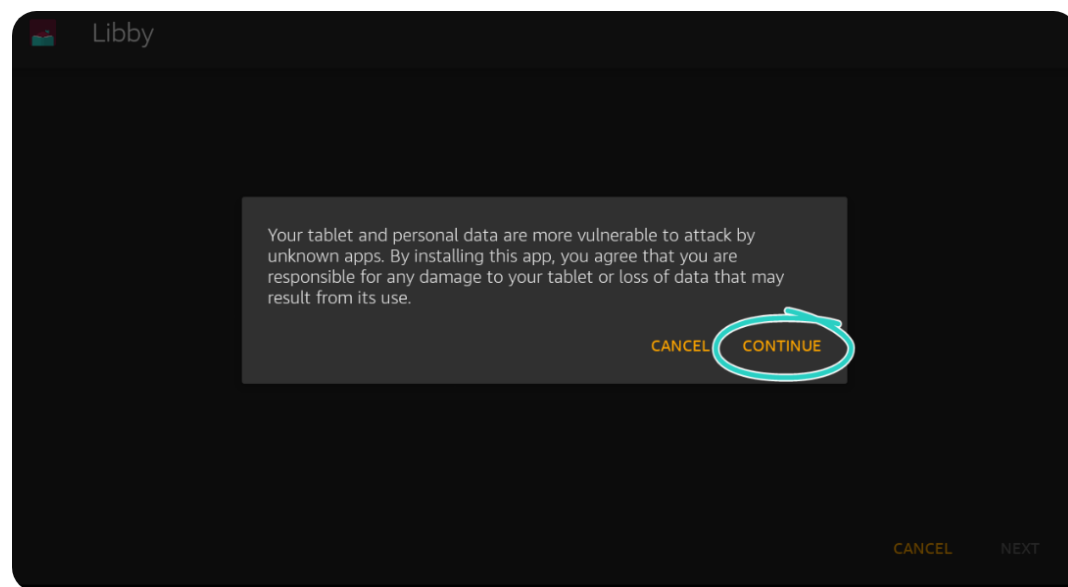 Libby
Your tablet and personal data are more vulnerable to attack by
unknown apps. By installing this app, you agree that you are
responsible for any damage to your tablet or loss of data that may
result from its use.
CANCEL CONTINUE
CANCEL NEXT